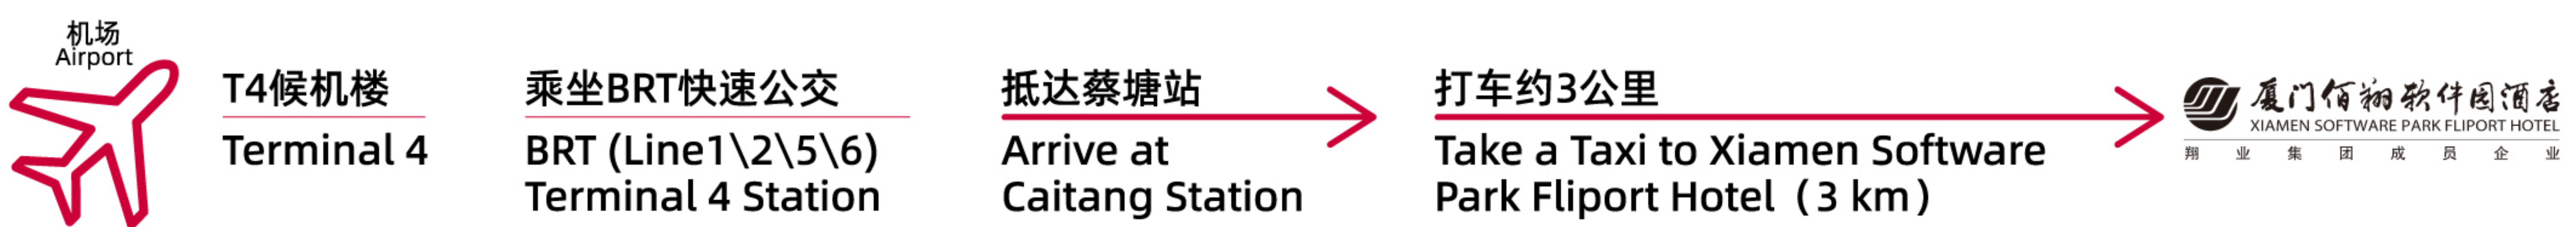 机场
Airport
T4候机楼
Terminal 4
乘坐BRT快速公交
BRT (Line1\2\5\6)
Terminal 4 Station
抵达蔡塘站
Arrive at
Caitang Station
打车约3公里
Take a Taxi to Xiamen Software
Park Fliport Hotel（3 km）
厦门佰翔软件园酒店
XIAMEN SOFTWARE PARK FLIPORT HOTEL
翔业集团成员企业